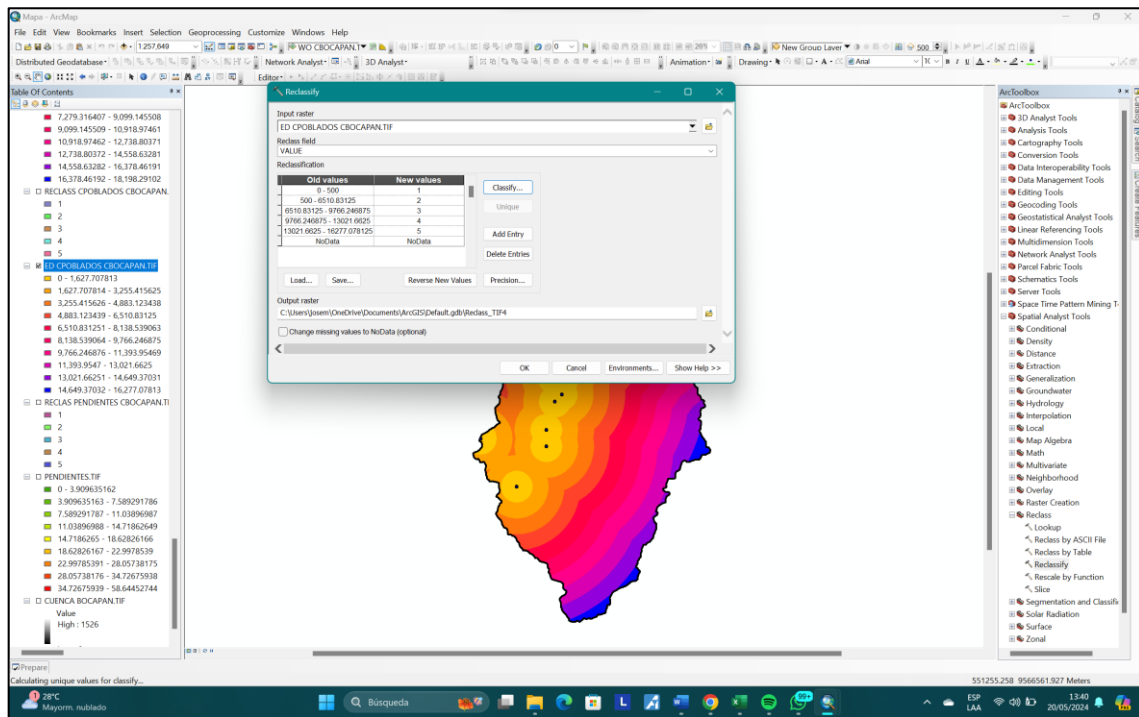 Mapa - ArcMap
File Edit View Bookmarks Insert Selection Geoprocessing Customize Windows Help
1:257,649
WO CBOCAPAN.T
0
26%
New Group Layer
500
Distributed Geodatabase
Network Analyst
3D Analyst
Animation
Drawing
Arial
Editor
Table Of Contents
7,279.316407 - 9,099.145508
9,099.145509 - 10,918.97461
10,918.97462 - 12,738.80371
12,738.80372 - 14,558.63281
14,558.63282 - 16,378.46191
16,378.46192 - 18,198.29102
RECLASS CPOBLADOS CBOCAPAN.
1
2
3
4
5
ED CPOBLADOS CBOCAPAN.TIF
0 - 1,627.707813
1,627.707814 - 3,255.415625
3,255.415626 - 4,883.123438
4,883.123439 - 6,510.83125
6,510.831251 - 8,138.539063
8,138.539064 - 9,766.246875
9,766.246876 - 11,393.95469
11,393.9547 - 13,021.6625
13,021.66251 - 14,649.37031
14,649.37032 - 16,277.07813
RECLAS PENDIENTES CBOCAPAN.TI
1
2
3
4
5
PENDIENTES.TIF
0 - 3.909635162
3.909635163 - 7.589291786
7.589291787 - 11.03896987
11.03896988 - 14.71862649
14.7186265 - 18.62826166
18.62826167 - 22.9978539
22.99785391 - 28.05738175
28.05738176 - 34.72675938
34.72675939 - 58.64452744
CUENCA BOCAPAN.TIF
Value
High : 1526
Reclassify
Input raster
ED CPOBLADOS CBOCAPAN.TIF
Reclass field
VALUE
Reclassification
Old values New values
0 - 500 1
500 - 6510.83125 2
6510.83125 - 9766.246875 3
9766.246875 - 13021.6625 4
13021.6625 - 16277.078125 5
NoData NoData
Classify...
Unique
Add Entry
Delete Entries
Load... Save... Reverse New Values Precision...
Output raster
C:\Users\Josem\OneDrive\Documents\ArcGIS\Default.gdb\Reclass_TIF4
Change missing values to NoData (optional)
OK Cancel Environments... Show Help >>
ArcToolbox
ArcToolbox
3D Analyst Tools
Analysis Tools
Cartography Tools
Conversion Tools
Data Interoperability Tools
Data Management Tools
Editing Tools
Geocoding Tools
Geostatistical Analyst Tools
Linear Referencing Tools
Multidimension Tools
Network Analyst Tools
Parcel Fabric Tools
Schematics Tools
Server Tools
Space Time Pattern Mining T
Spatial Analyst Tools
Conditional
Density
Distance
Extraction
Generalization
Groundwater
Hydrology
Interpolation
Local
Map Algebra
Math
Multivariate
Neighborhood
Overlay
Raster Creation
Reclass
Lookup
Reclass by ASCII File
Reclass by Table
Reclassify
Rescale by Function
Slice
Segmentation and Classifi
Solar Radiation
Surface
Zonal
Catalog
Search
Create Features
Prepare
Calculating unique values for classify...
551255.258 9566561.927 Meters
1
28°C
Mayorm. nublado
Búsqueda
99+
ESP
LAA
13:40
20/05/2024